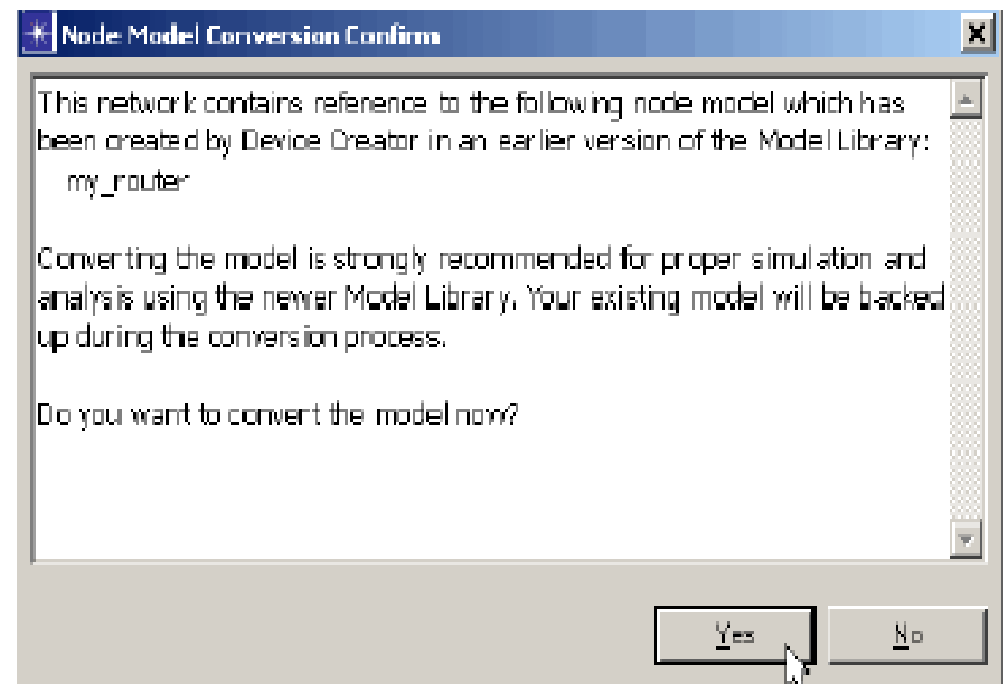 Node Model Conversion Confirm
This network contains reference to the following node model which has
been created by Device Creator in an earlier version of the Model Library:
my_router
Converting the model is strongly recommended for proper simulation and
analysis using the newer Model Library. Your existing model will be backed
up during the conversion process.
Do you want to convert the model now?
Yes
No